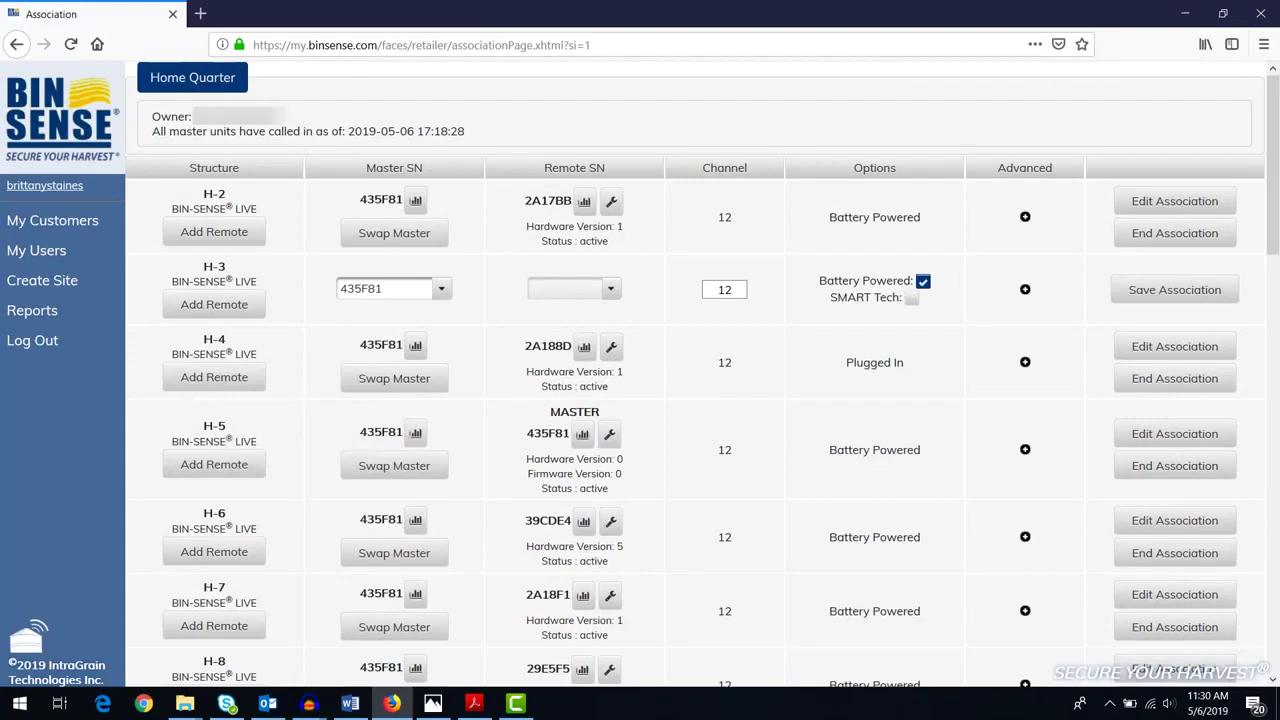 Association
https://my.binsense.com/faces/retailer/associationPage.xhtml?si=1
BIN
SENSE®
SECURE YOUR HARVEST™
brittanystaines
My Customers
My Users
Create Site
Reports
Log Out
©2019 IntraGrain
Technologies Inc.
Home Quarter
Owner:
All master units have called in as of: 2019-05-06 17:18:28
Structure Master SN Remote SN Channel Options Advanced
H-2
BIN-SENSE® LIVE
Add Remote
435F81
Swap Master
2A17BB
Hardware Version: 1
Status : active
12
Battery Powered
Edit Association
End Association
H-3
BIN-SENSE® LIVE
Add Remote
435F81
12
Battery Powered:
SMART Tech:
Save Association
H-4
BIN-SENSE® LIVE
Add Remote
435F81
Swap Master
2A188D
Hardware Version: 1
Status : active
12
Plugged In
Edit Association
End Association
H-5
BIN-SENSE® LIVE
Add Remote
435F81
Swap Master
MASTER
435F81
Hardware Version: 0
Firmware Version: 0
Status : active
12
Battery Powered
Edit Association
End Association
H-6
BIN-SENSE® LIVE
Add Remote
435F81
Swap Master
39CDE4
Hardware Version: 5
Status : active
12
Battery Powered
Edit Association
End Association
H-7
BIN-SENSE® LIVE
Add Remote
435F81
Swap Master
2A18F1
Hardware Version: 1
Status : active
12
Battery Powered
Edit Association
End Association
H-8
BIN-SENSE® LIVE
435F81
29E5F5
12
Battery Powered
SECURE YOUR HARVEST®
11:30 AM
5/6/2019
20